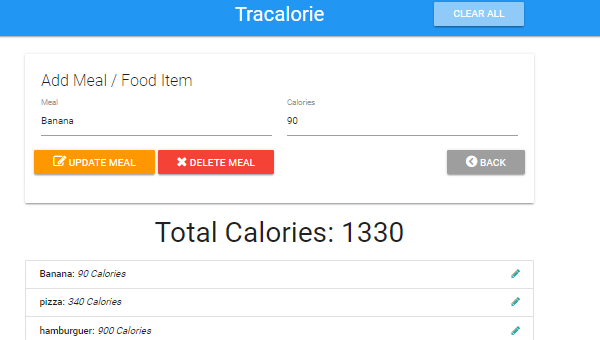 Tracalorie
CLEAR ALL
Add Meal / Food Item
Meal
Calories
Banana
90
UPDATE MEAL
DELETE MEAL
BACK
Total Calories: 1330
Banana: 90 Calories
pizza: 340 Calories
hamburguer: 900 Calories